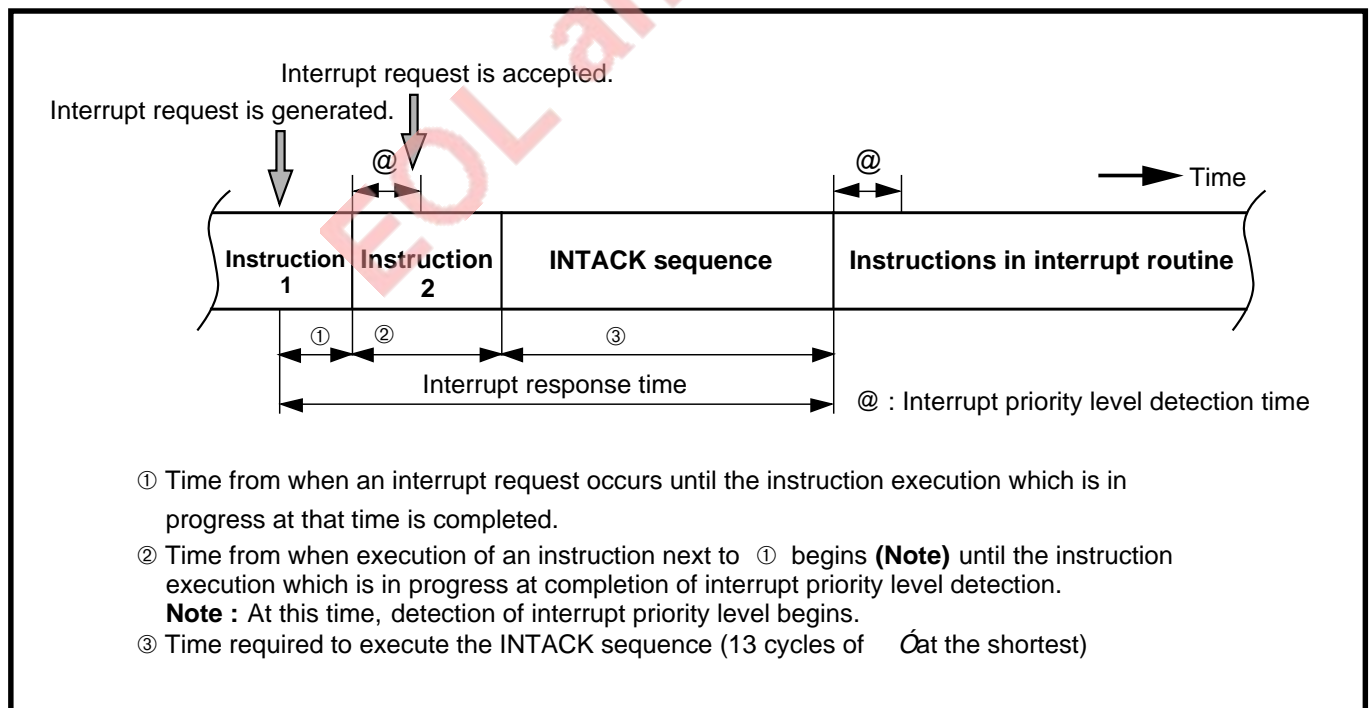 EOL an
Interrupt request is accepted.
Interrupt request is generated.
@
@
Time
Instruction
1
Instruction
2
INTACK sequence
Instructions in interrupt routine
①
②
③
Interrupt response time
@ : Interrupt priority level detection time
① Time from when an interrupt request occurs until the instruction execution which is in
progress at that time is completed.
② Time from when execution of an instruction next to ① begins (Note) until the instruction
execution which is in progress at completion of interrupt priority level detection.
Note : At this time, detection of interrupt priority level begins.
③ Time required to execute the INTACK sequence (13 cycles of Óat the shortest)